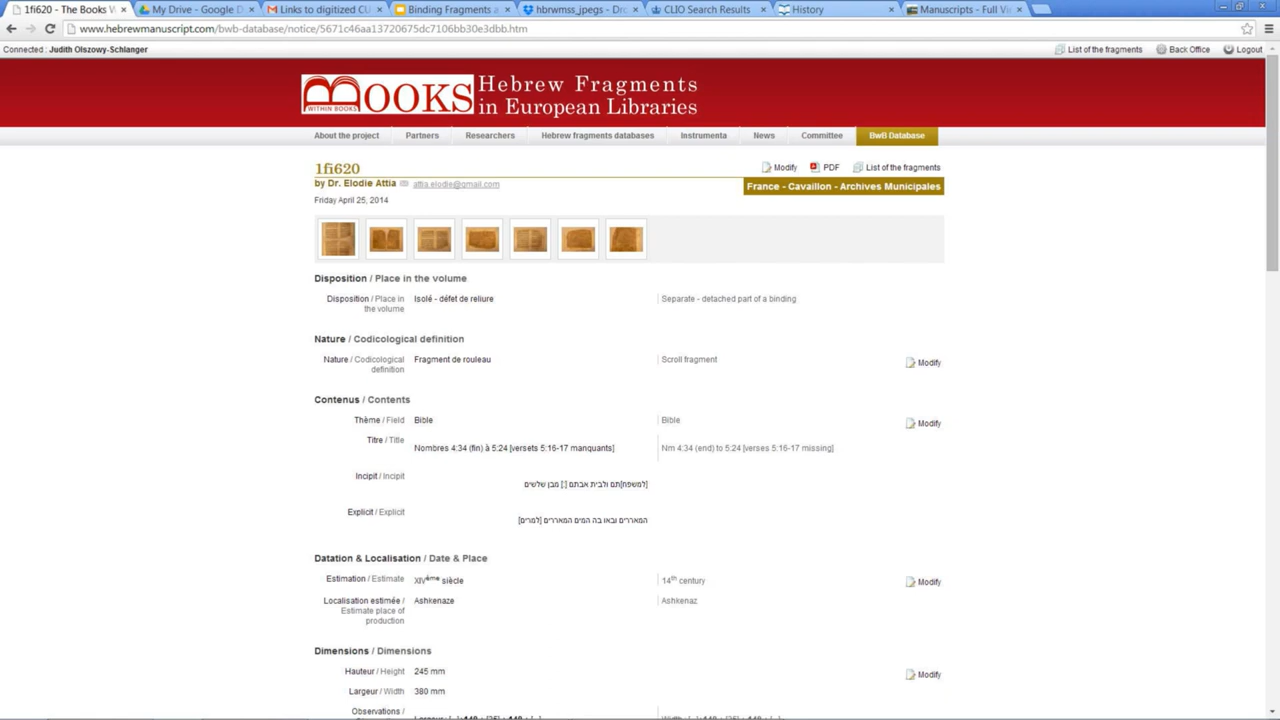 1fi620 - The Books W
My Drive - Google D
Links to digitized CU
Binding Fragments a
hbrwmss_jpegs - Dro
CLIO Search Results
History
Manuscripts - Full Vi
www.hebrewmanuscript.com/bwb-database/notice/5671c46aa13720675dc7106bb30e3dbb.htm
Connected : Judith Olszowy-Schlanger
List of the fragments
Back Office
Logout
BOOKS
WITHIN BOOKS
Hebrew Fragments
in European Libraries
About the project
Partners
Researchers
Hebrew fragments databases
Instrumenta
News
Committee
BwB Database
1fi620
Modify
PDF
List of the fragments
by Dr. Elodie Attia attia.elodie@gmail.com
France - Cavaillon - Archives Municipales
Friday April 25, 2014
Disposition / Place in the volume
Disposition / Place in
the volume
Isolé - défet de reliure
Separate - detached part of a binding
Nature / Codicological definition
Nature / Codicological
definition
Fragment de rouleau
Scroll fragment
Modify
Contenus / Contents
Thème / Field
Bible
Bible
Modify
Titre / Title
Nombres 4:34 (fin) à 5:24 [versets 5:16-17 manquants]
Nm 4:34 (end) to 5:24 [verses 5:16-17 missing]
Incipit / Incipit
[למשפח]תם ולבית אבתם [:] מבן שלשים
Explicit / Explicit
המאררים ובאו בה המים המאררים [למרים]
Datation & Localisation / Date & Place
Estimation / Estimate
XIVème siècle
14th century
Modify
Localisation estimée /
Estimate place of
production
Ashkenaze
Ashkenaz
Dimensions / Dimensions
Hauteur / Height
245 mm
Modify
Largeur / Width
380 mm
Observations /